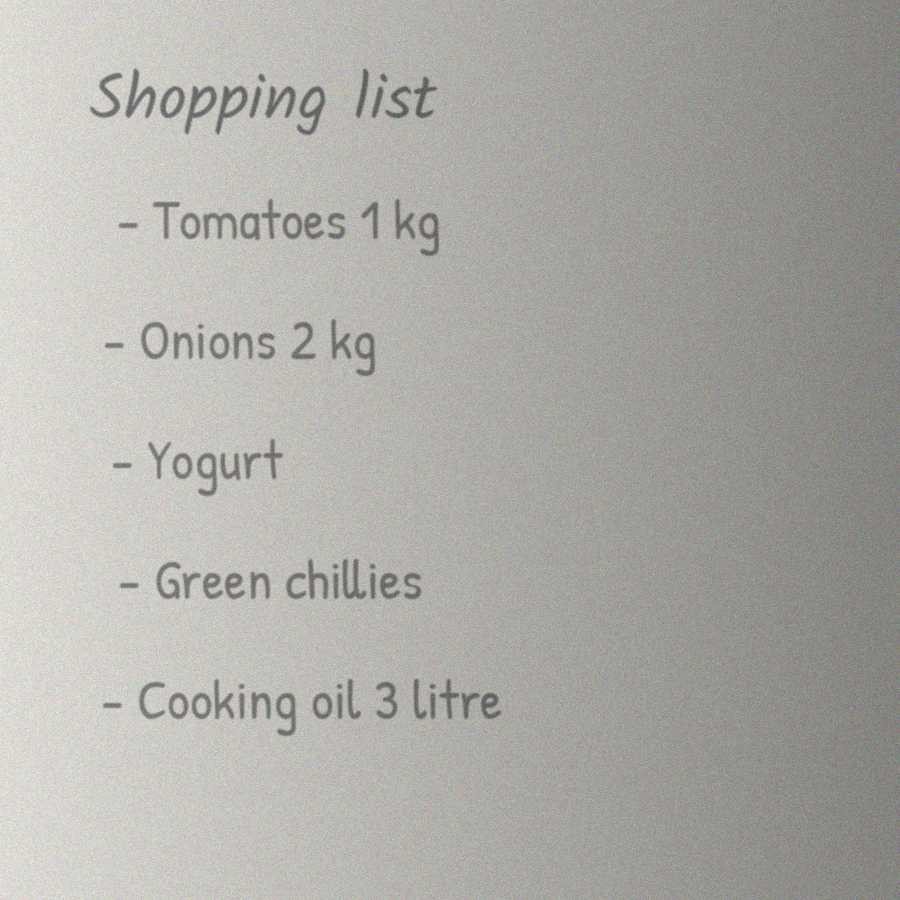 Shopping list
- Tomatoes 1 kg
- Onions 2 kg
- Yogurt
- Green chillies
- Cooking oil 3 litre